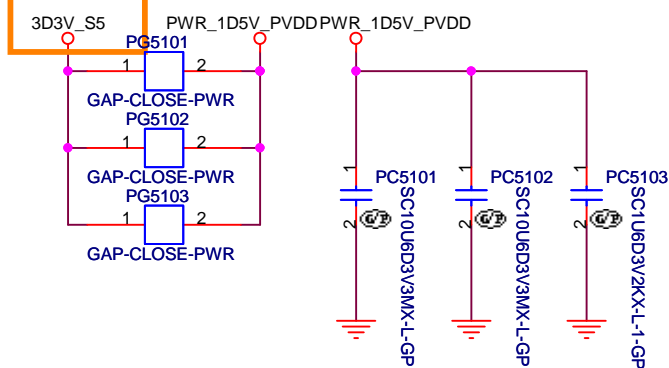 3D3V_S5
PWR_1D5V_PVDD
PWR_1D5V_PVDD
PG5101
1
2
GAP-CLOSE-PWR
PG5102
1
2
GAP-CLOSE-PWR
PG5103
1
2
GAP-CLOSE-PWR
1
PC5101
SC10U6D3V3MX-L-GP
2
G/P
1
PC5102
SC10U6D3V3MX-L-GP
2
G/P
1
PC5103
SC1U6D3V2KX-L-1-GP
2
G/P